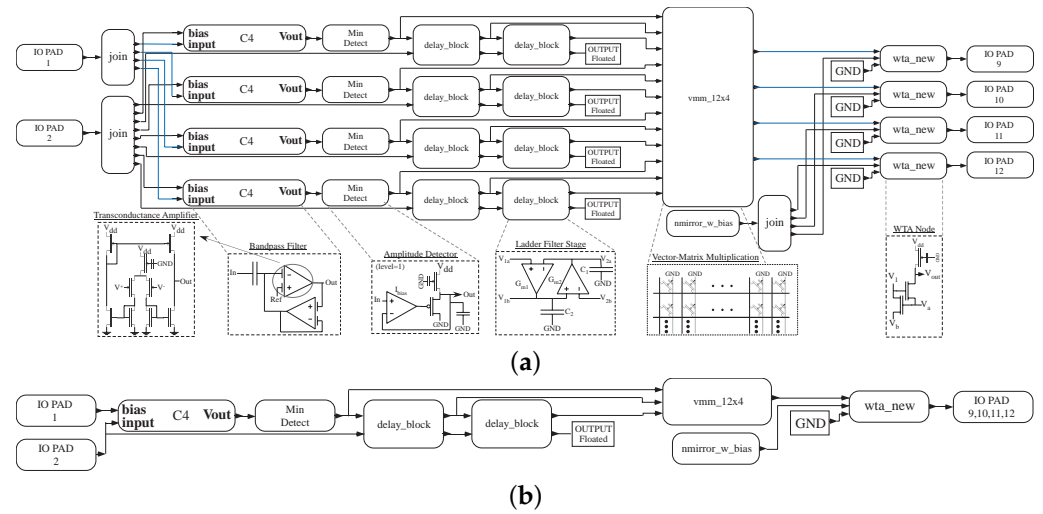 IO PAD
1
join
bias
input
C4
Vout
Min
Detect
delay_block
delay_block
OUTPUT
Floated
IO PAD
2
join
bias
input
C4
Vout
Min
Detect
delay_block
delay_block
OUTPUT
Floated
bias
input
C4
Vout
Min
Detect
delay_block
delay_block
OUTPUT
Floated
bias
input
C4
Vout
Min
Detect
delay_block
delay_block
OUTPUT
Floated
vmm_12x4
nmirror_w_bias
join
GND
wta_new
IO PAD
9
GND
wta_new
IO PAD
10
GND
wta_new
IO PAD
11
GND
wta_new
IO PAD
12
Transconductance Amplifier
Vdd
Vdd
Vdd
GND
V+
V-
Out
Bandpass Filter
In
Ref
Out
Amplitude Detector
(level=1)
Vdd
GND
Ibias
In
Out
GND
GND
Ladder Filter Stage
V1a
V2a
Gm1
Gm2
C1
GND
V1b
V2b
C2
GND
Vector-Matrix Multiplication
GND GND GND GND
WTA Node
Vdd
Vout
V1
Va
Vb
(a)
IO PAD
1
IO PAD
2
bias
input
C4
Vout
Min
Detect
delay_block
delay_block
OUTPUT
Floated
vmm_12x4
nmirror_w_bias
GND
wta_new
IO PAD
9,10,11,12
(b)